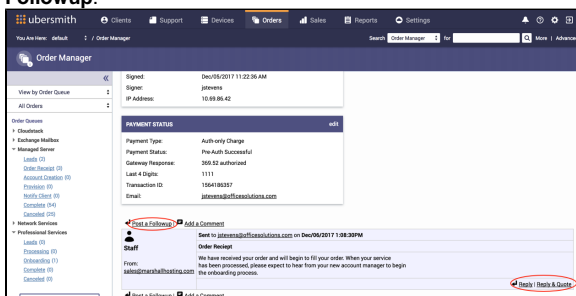 Followup:
ubersmith Clients Support Devices Orders Sales Reports Settings
You Are Here: default / Order Manager Search Order Manager for More | Advanced
Order Manager
Signed: Dec/05/2017 11:22:36 AM
View by Order Queue Signer: jstevens
IP Address: 10.69.86.42
All Orders
Order Queues
Cloudstack PAYMENT STATUS edit
Exchange Mailbox
Managed Server Payment Type: Auth-only Charge
Leads (2) Payment Status: Pre-Auth Successful
Order Receipt (3) Gateway Response: 369.52 authorized
Account Creation (0)
Provision (0) Last 4 Digits: 1111
Notify Client (0) Transaction ID: 1564186357
Complete (54) Email: jstevens@officesolutions.com
Canceled (25)
Network Services Post a Followup | Add a Comment
Professional Services
Leads (0) Sent to jstevens@officesolutions.com on Dec/06/2017 1:08:30PM
Processing (0) Staff Order Reciept
Onboarding (1) We have received your order and will begin to fill your order. When your service
Complete (0) From: has been processed, please expect to hear from your new account manager to begin
Canceled (0) sales@marshallhosting.com the onboarding process.
Reply | Reply & Quote
Post a Followup | Add a Comment